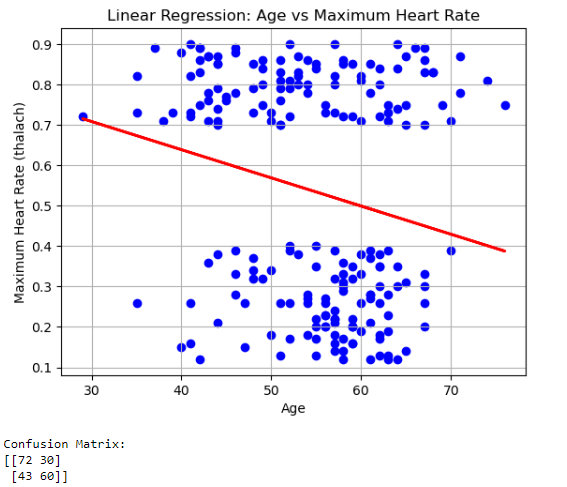 Linear Regression: Age vs Maximum Heart Rate
0.9
0.8
0.7
0.6
0.5
0.4
0.3
0.2
0.1
Maximum Heart Rate (thalach)
30 40 50 60 70
Age
Confusion Matrix:
[[72 30]
[43 60]]